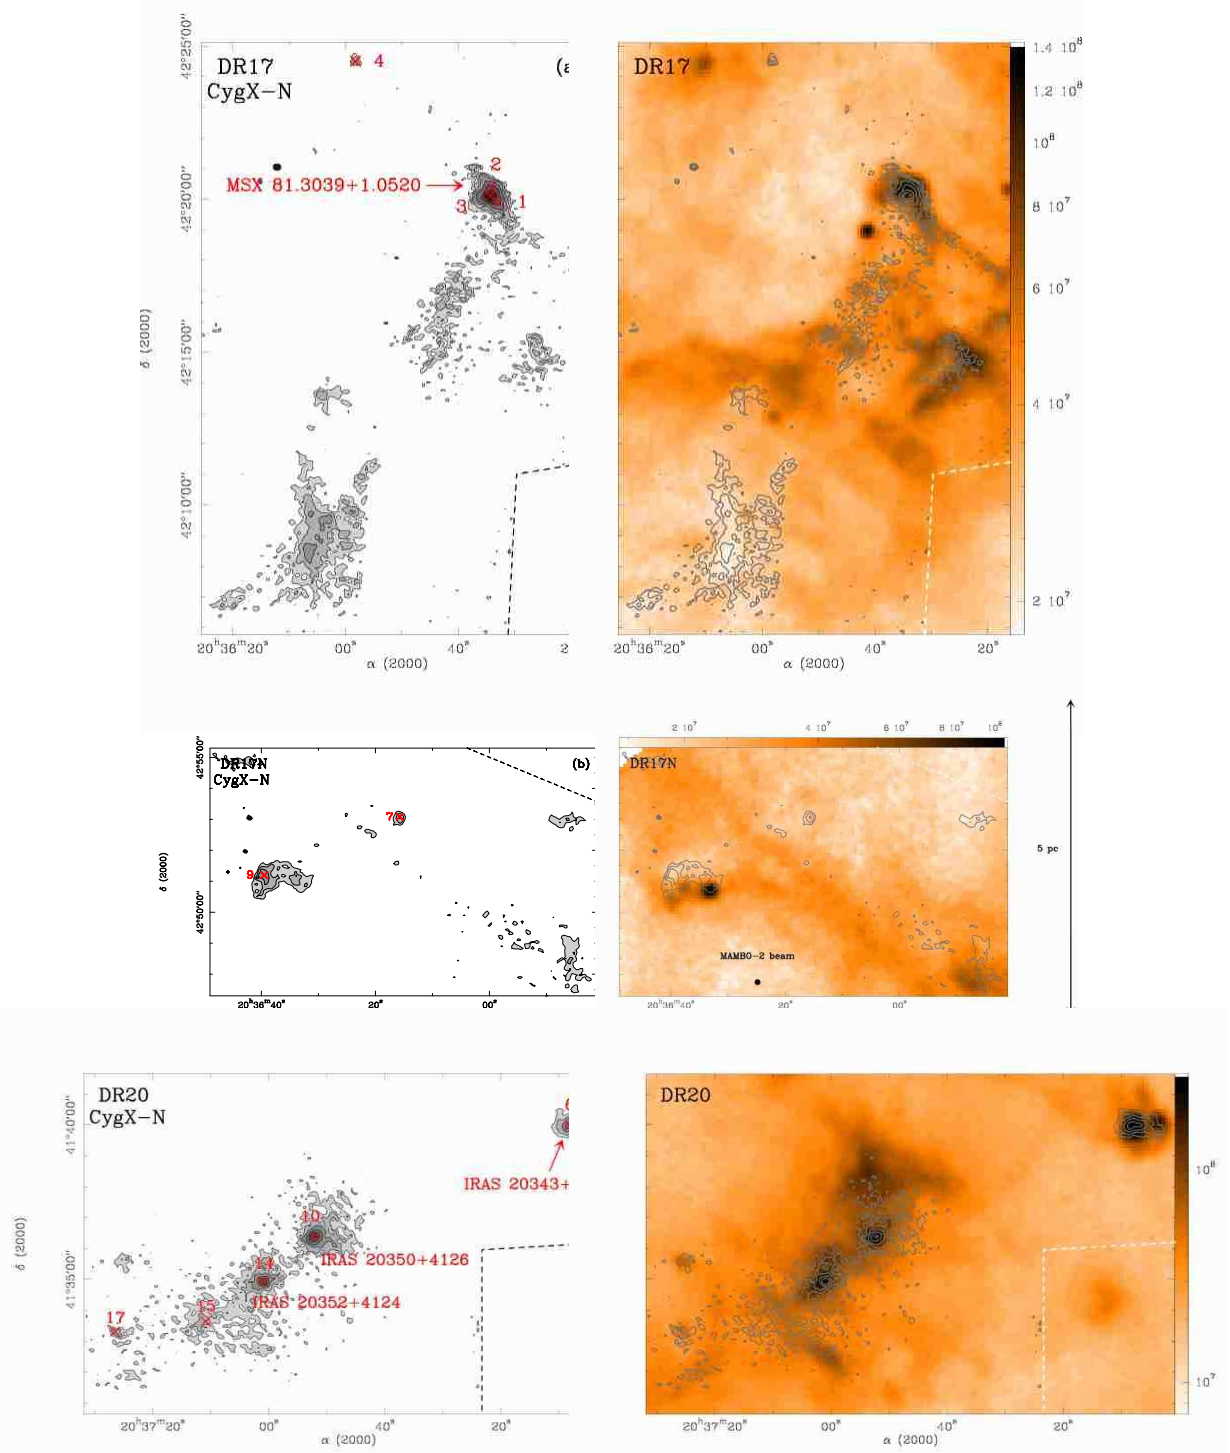 DR17
CygX-N
(a
4
2
MSX 81.3039+1.0520
3
1
42°25'00"
42°20'00"
42°15'00"
42°10'00"
δ (2000)
20ʰ36ᵐ20ˢ
00ˢ
40ˢ
2
α (2000)
DR17
1.4 10⁸
1.2 10⁸
10⁸
8 10⁷
6 10⁷
4 10⁷
2 10⁷
20ʰ36ᵐ20ˢ
00ˢ
40ˢ
20ˢ
α (2000)
DR17N
CygX-N
(b)
7
42°55'00"
42°50'00"
δ (2000)
20ʰ36ᵐ40ˢ
20ˢ
00ˢ
2 10⁷
4 10⁷
6 10⁷
8 10⁷
10⁸
DR17N
MAMBO-2 beam
20ʰ36ᵐ40ˢ
20ˢ
00ˢ
5 pc
DR20
CygX-N
6
IRAS 20343+
10
IRAS 20350+4126
14
IRAS 20352+4124
15
17
41°40'00"
41°35'00"
δ (2000)
20ʰ37ᵐ20ˢ
00ˢ
40ˢ
20ˢ
α (2000)
DR20
10⁸
10⁷
20ʰ37ᵐ20ˢ
00ˢ
40ˢ
20ˢ
α (2000)